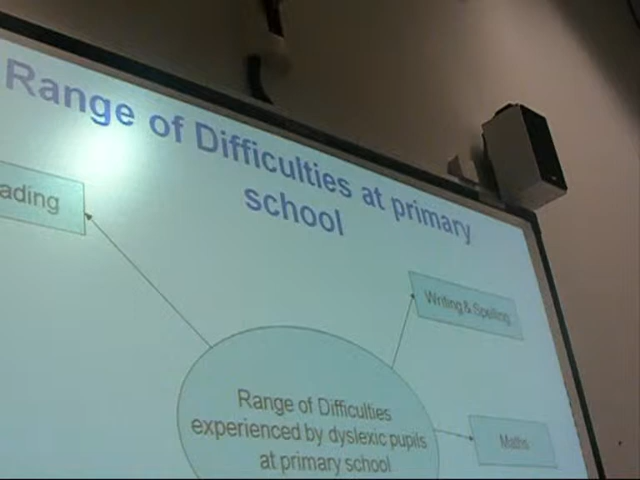 Range of Difficulties at primary
school
ading
Writing & Spelling
Range of Difficulties
experienced by dyslexic pupils
at primary school
Maths